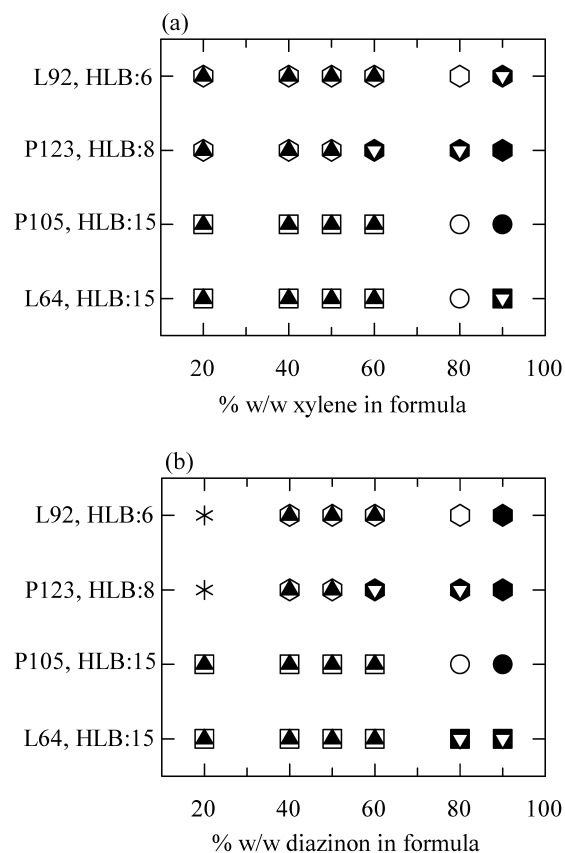 (a)
L92, HLB:6
P123, HLB:8
P105, HLB:15
L64, HLB:15
20 40 60 80 100
% w/w xylene in formula
(b)
L92, HLB:6
P123, HLB:8
P105, HLB:15
L64, HLB:15
20 40 60 80 100
% w/w diazinon in formula